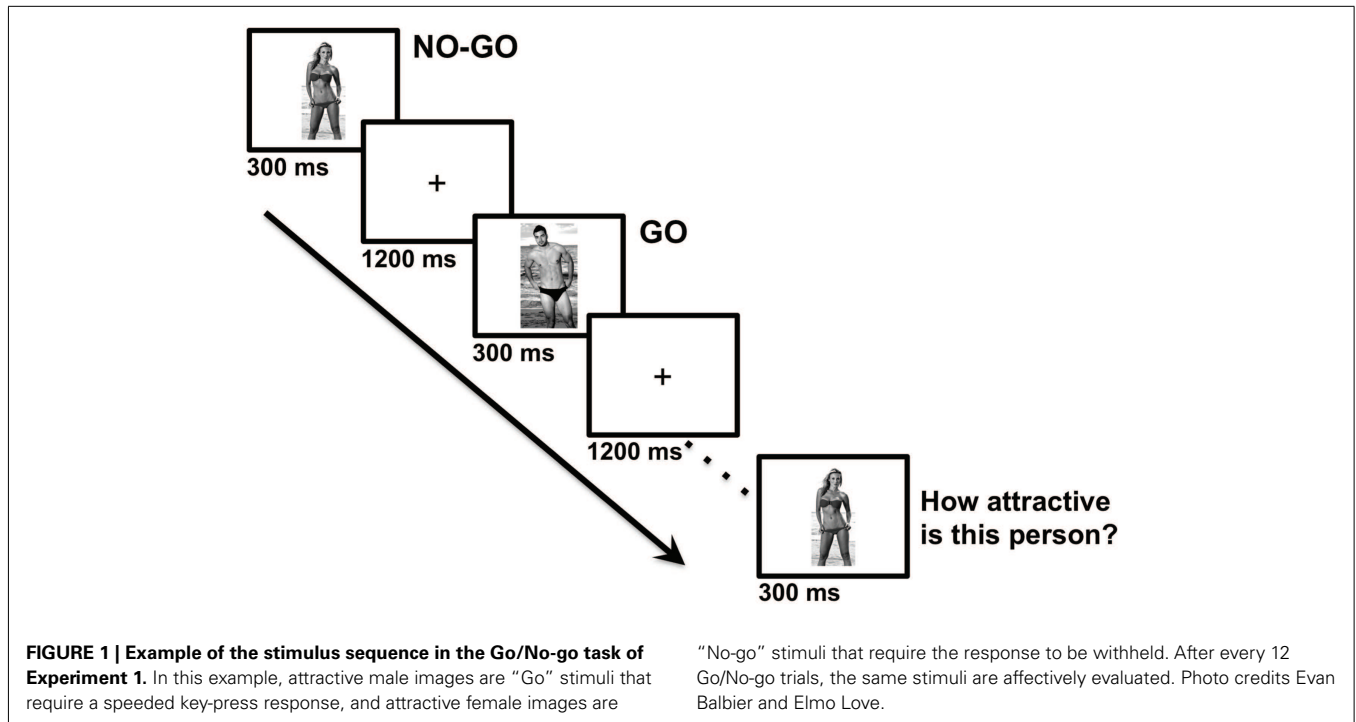 NO-GO
300 ms
+
1200 ms
GO
300 ms
+
1200 ms
How attractive
is this person?
300 ms
FIGURE 1 | Example of the stimulus sequence in the Go/No-go task of
Experiment 1. In this example, attractive male images are “Go” stimuli that
require a speeded key-press response, and attractive female images are
“No-go” stimuli that require the response to be withheld. After every 12
Go/No-go trials, the same stimuli are affectively evaluated. Photo credits Evan
Balbier and Elmo Love.